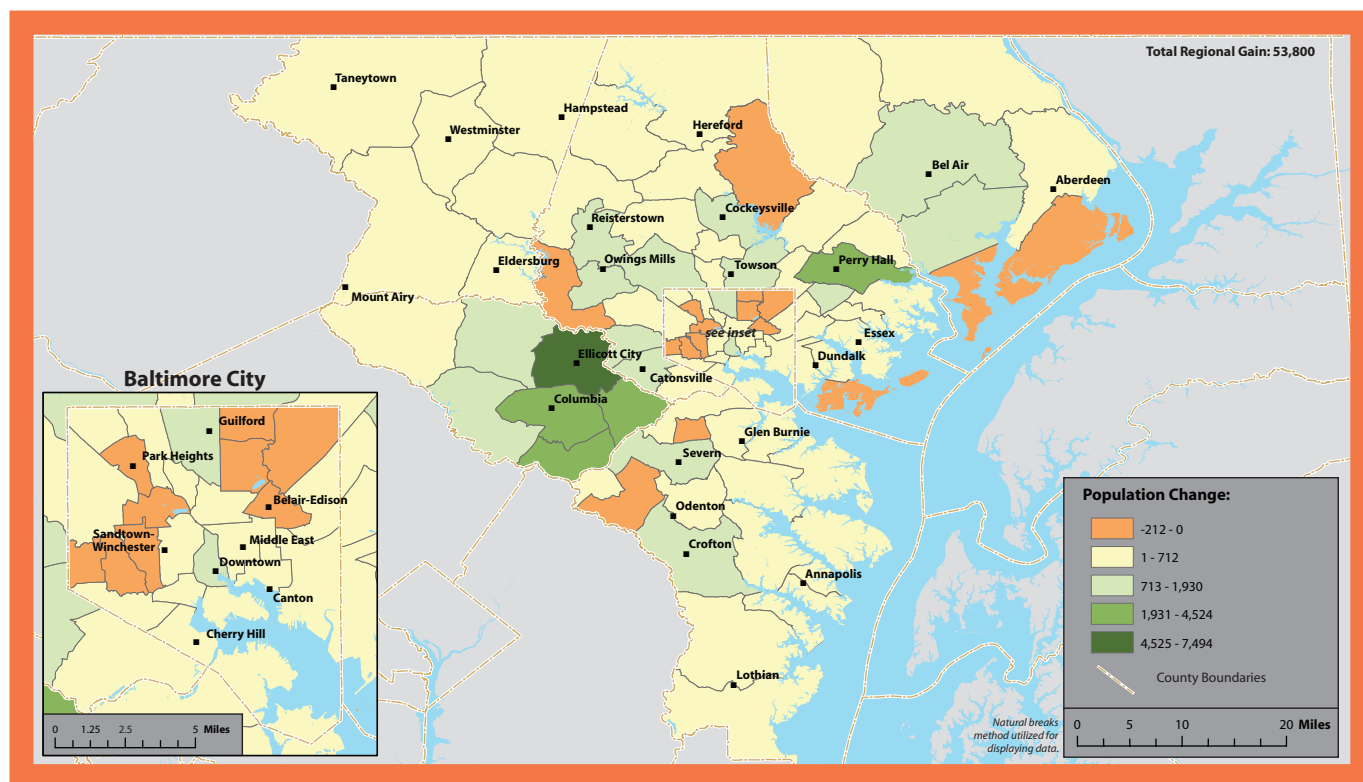 Total Regional Gain: 53,800
Taneytown
Hampstead
Westminster
Hereford
Bel Air
Aberdeen
Cockeysville
Reisterstown
Owings Mills
Towson
Perry Hall
Eldersburg
Mount Airy
see inset
Essex
Dundalk
Ellicott City
Catonsville
Columbia
Glen Burnie
Severn
Odenton
Crofton
Annapolis
Lothian
Baltimore City
Guilford
Park Heights
Belair-Edison
Sandtown-
Winchester
Middle East
Downtown
Canton
Cherry Hill
0 1.25 2.5 5 Miles
Population Change:
-212 - 0
1 - 712
713 - 1,930
1,931 - 4,524
4,525 - 7,494
County Boundaries
0 5 10 20 Miles
Natural breaks
method utilized for
displaying data.